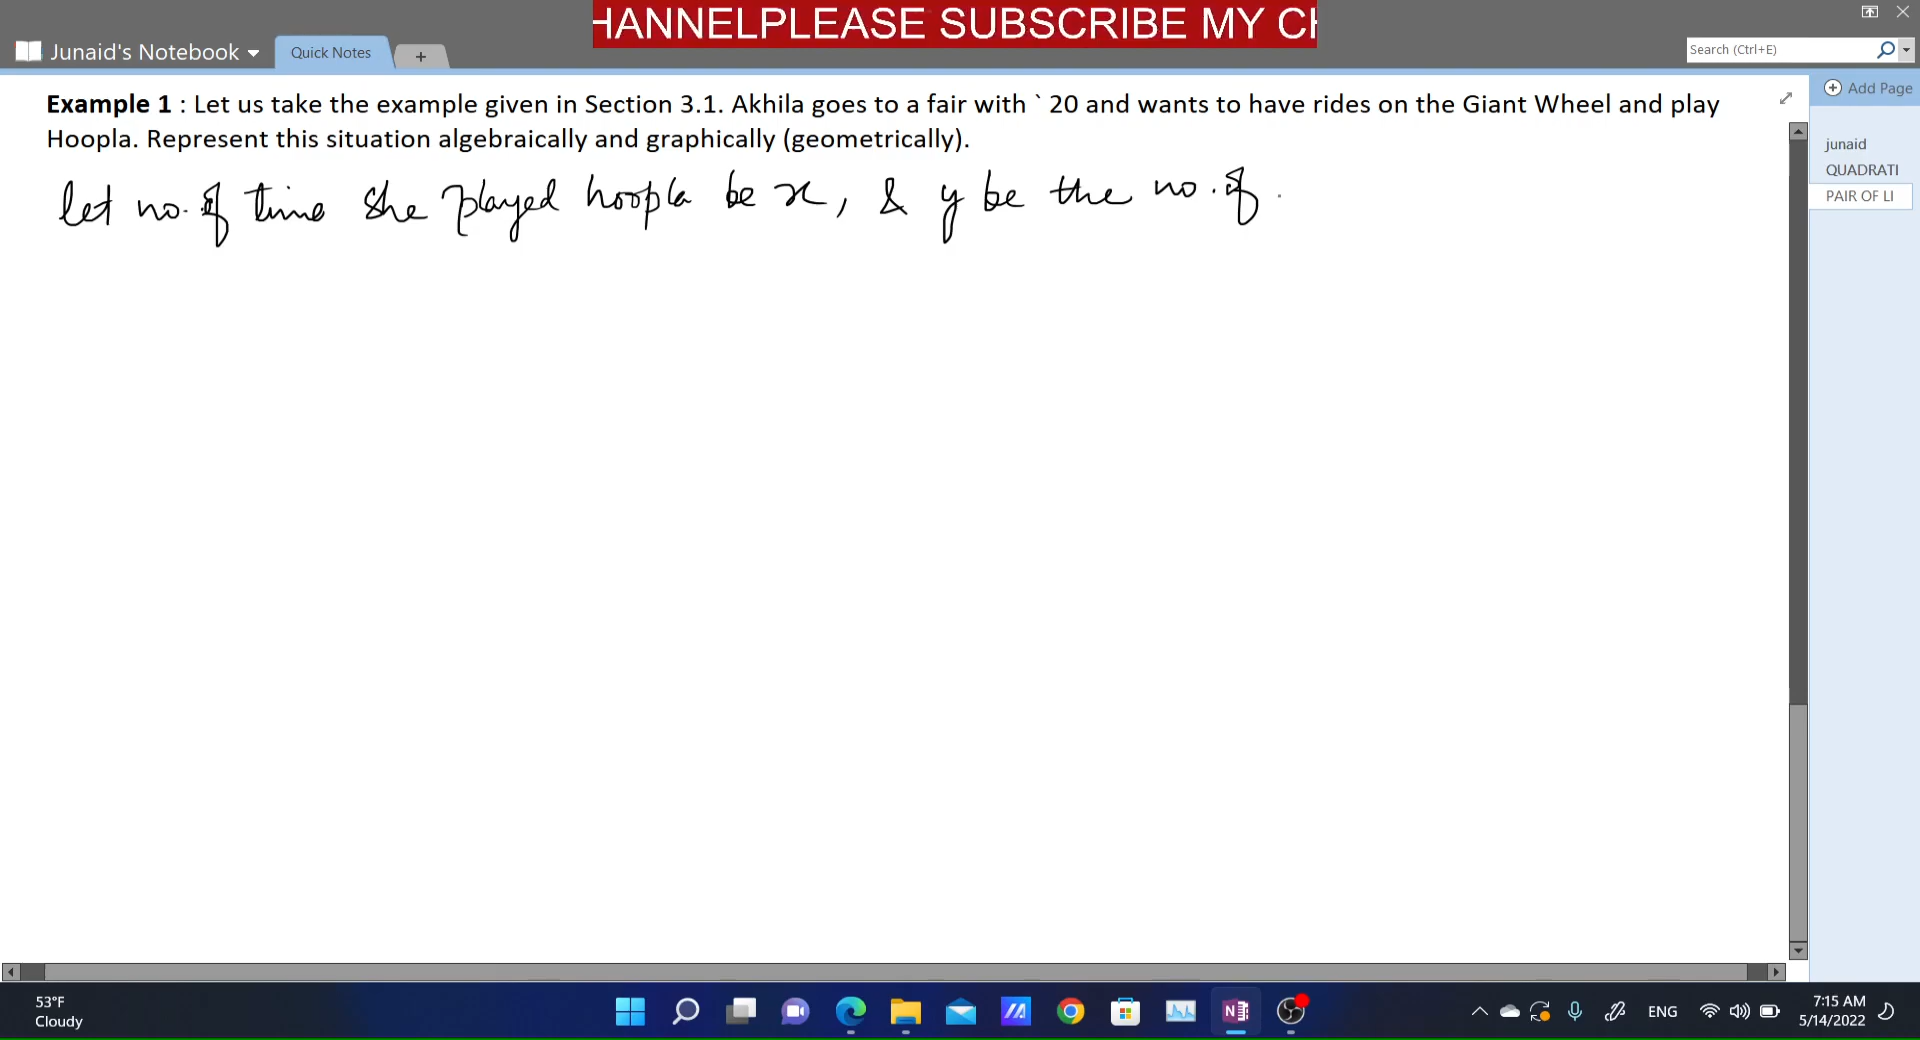 HANNELPLEASE SUBSCRIBE MY CH
Junaid's Notebook
Quick Notes
+
Search (Ctrl+E)
Add Page
Example 1 : Let us take the example given in Section 3.1. Akhila goes to a fair with ` 20 and wants to have rides on the Giant Wheel and play
Hoopla. Represent this situation algebraically and graphically (geometrically).
let no. of time she played hoopla be x, & y be the no. of
junaid
QUADRATI
PAIR OF LI
53°F
Cloudy
ENG
7:15 AM
5/14/2022